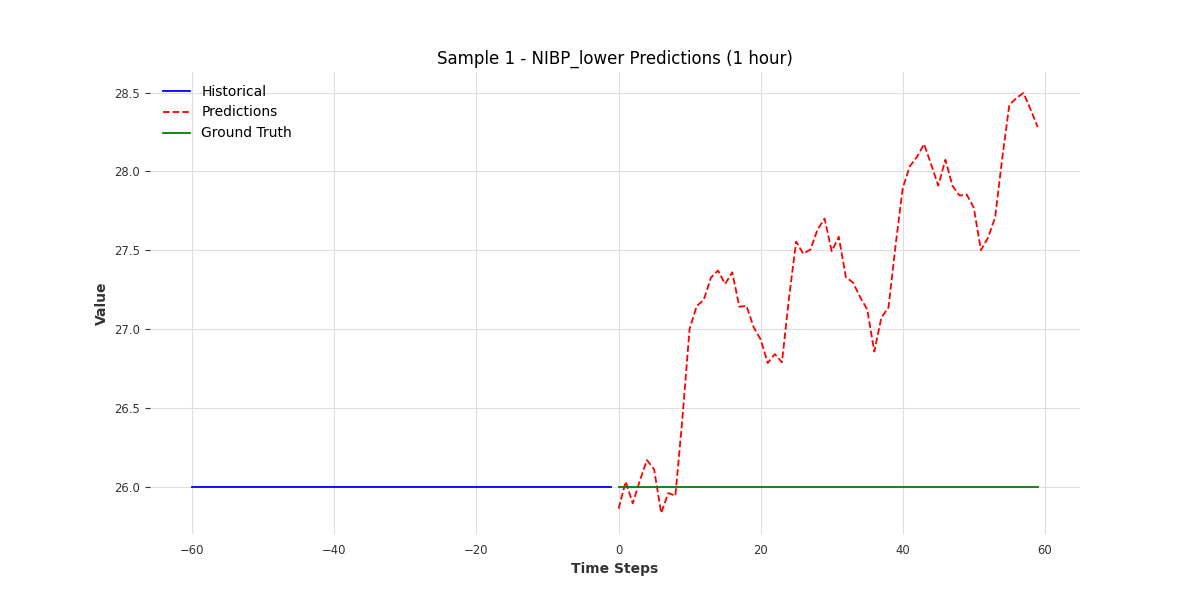 Sample 1 - NIBP_lower Predictions (1 hour)
Historical
Predictions
Ground Truth
Value
28.5
28.0
27.5
27.0
26.5
26.0
−60
−40
−20
0
20
40
60
Time Steps